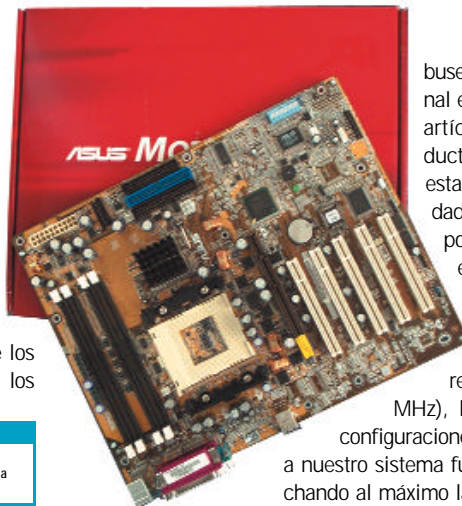 ASUS
buse
nal e
artíc
duct
esta
dad
po
e
e los
los
re
MHz), l
configuracione
a nuestro sistema fu
chando al máximo la
a